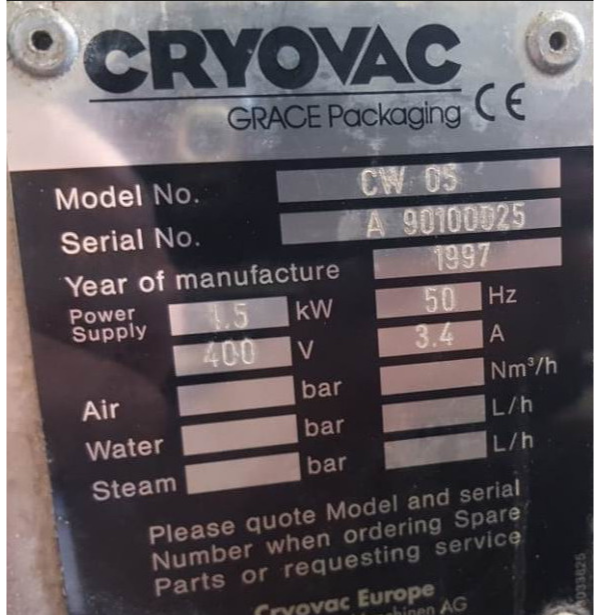 CRYOVAC
GRACE Packaging CE
Model No. CW 05
Serial No. A 90100025
Year of manufacture 1997
Power Supply 1.5 kW 50 Hz
400 V 3.4 A
Air bar Nm³/h
Water bar L/h
Steam bar L/h
Please quote Model and serial
Number when ordering Spare
Parts or requesting service
Cryovac Europe
AG